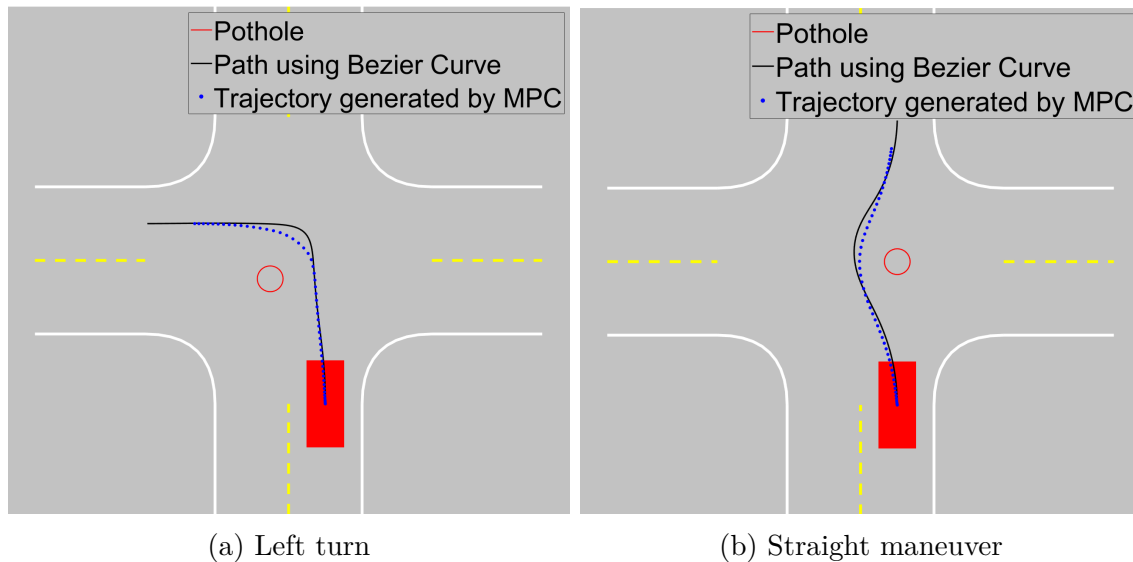 Pothole
Path using Bezier Curve
Trajectory generated by MPC
Pothole
Path using Bezier Curve
Trajectory generated by MPC
(a) Left turn
(b) Straight maneuver